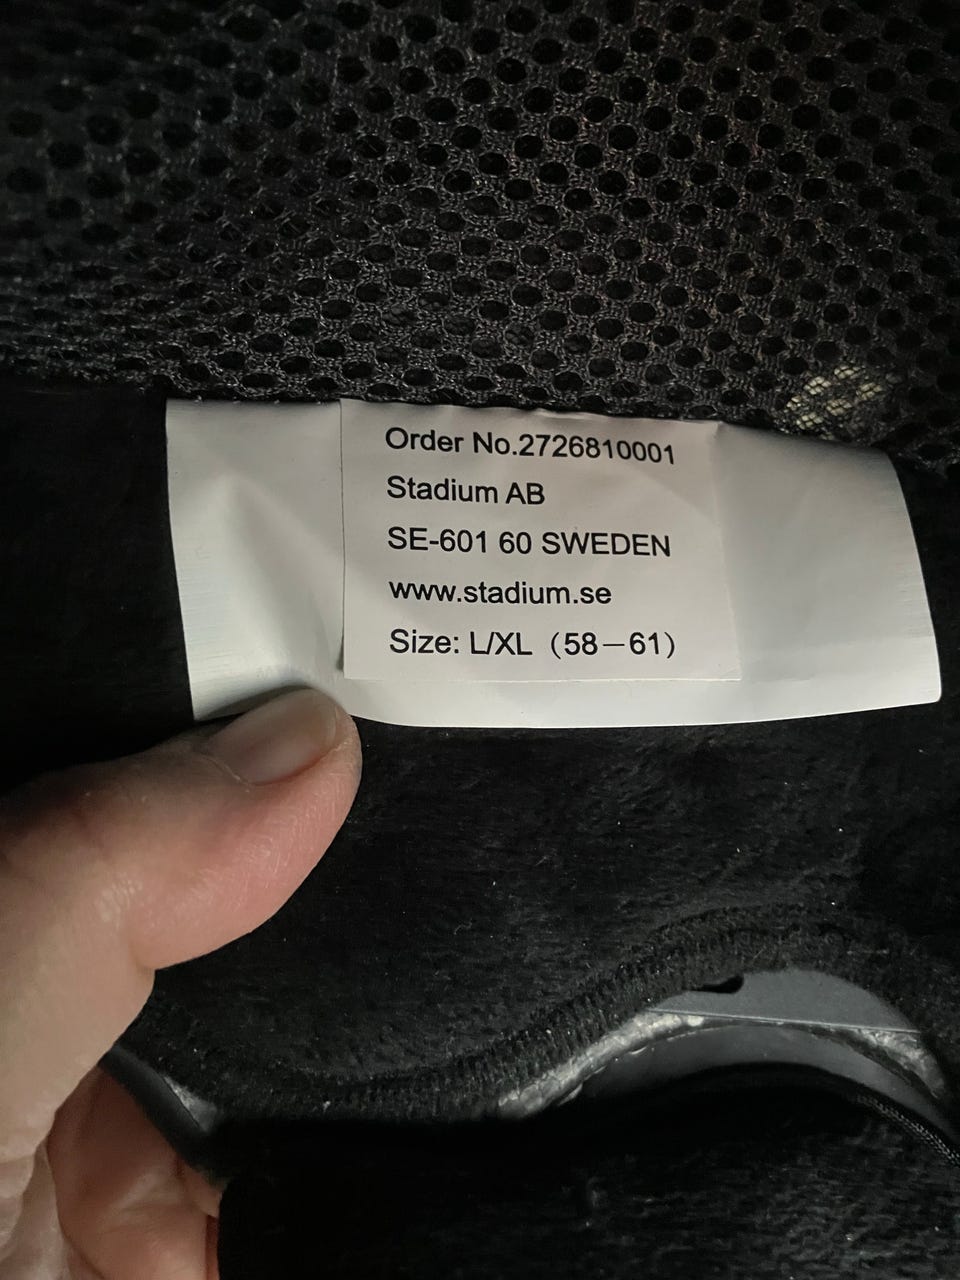 Order No.2726810001
Stadium AB
SE-601 60 SWEDEN
www.stadium.se
Size: L/XL（58－61）